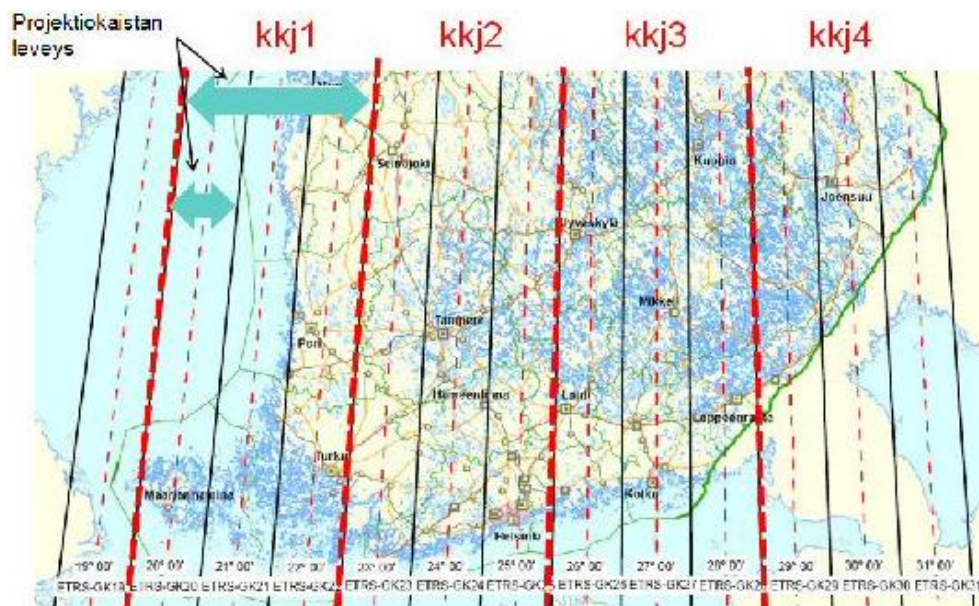 Projektiokaistan
leveys
kkj1
kkj2
kkj3
kkj4
Seinäjoki
Kuopio
Joensuu
Jyväskylä
Mikkeli
Tampere
Pori
Hämeenlinna
Lahti
Lappeenranta
Turku
Maarianhamina
Kotka
Helsinki
19° 00'
20° 00'
21° 00'
22° 00'
23° 00'
24° 00'
25° 00'
26° 00'
27° 00'
28° 00'
30° 00'
31° 00'
ETRS-GK19
ETRS-GK20
ETRS-GK21
ETRS-GK22
ETRS-GK23
ETRS-GK24
ETRS-GK25
ETRS-GK26
ETRS-GK27
ETRS-GK28
ETRS-GK29
ETRS-GK30
ETRS-GK31